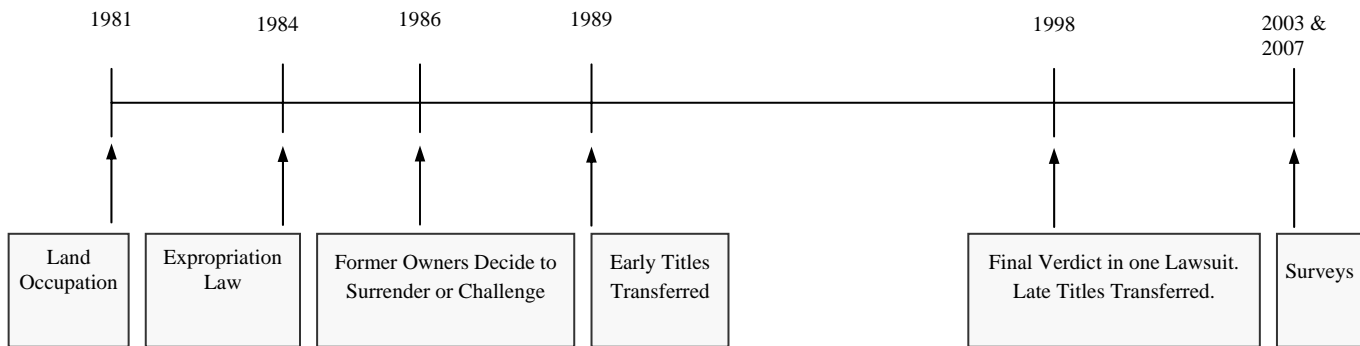 1981
1984
1986
1989
1998
2003 &
2007
Land
Occupation
Expropriation
Law
Former Owners Decide to
Surrender or Challenge
Early Titles
Transferred
Final Verdict in one Lawsuit.
Late Titles Transferred.
Surveys